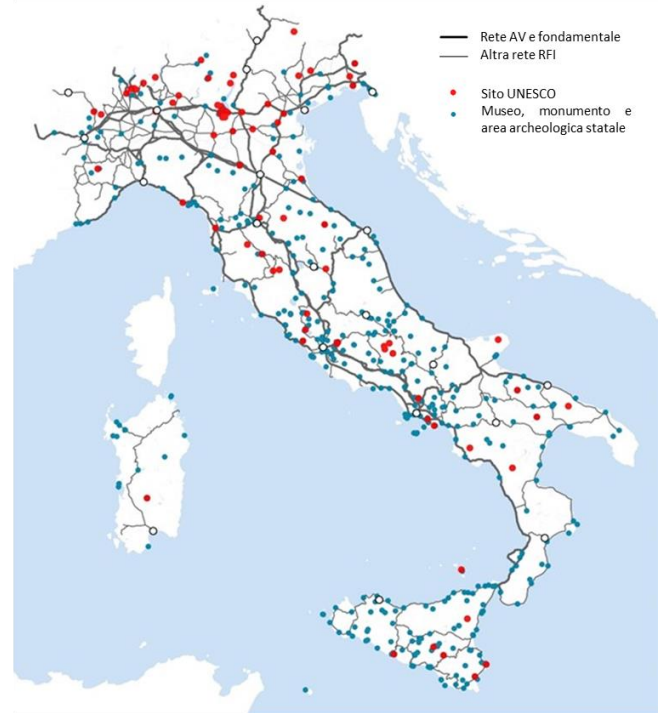 Rete AV e fondamentale
Altra rete RFI
Sito UNESCO
Museo, monumento e
area archeologica statale